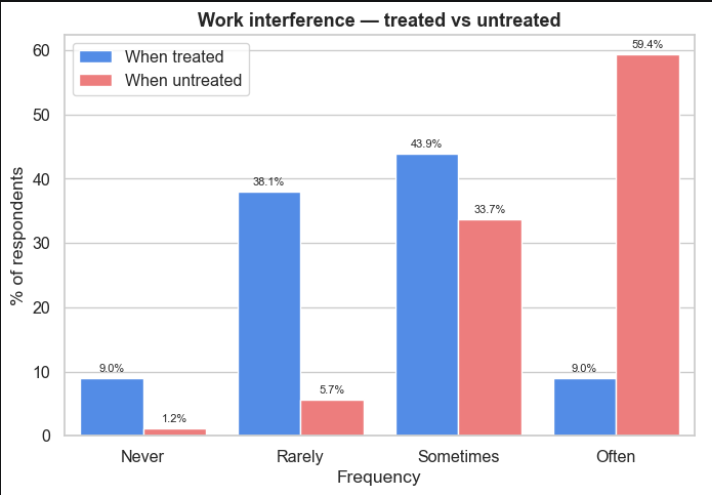 Work interference — treated vs untreated
When treated
When untreated
% of respondents
60
50
40
30
20
10
0
9.0%
1.2%
38.1%
5.7%
43.9%
33.7%
9.0%
59.4%
Never
Rarely
Sometimes
Often
Frequency